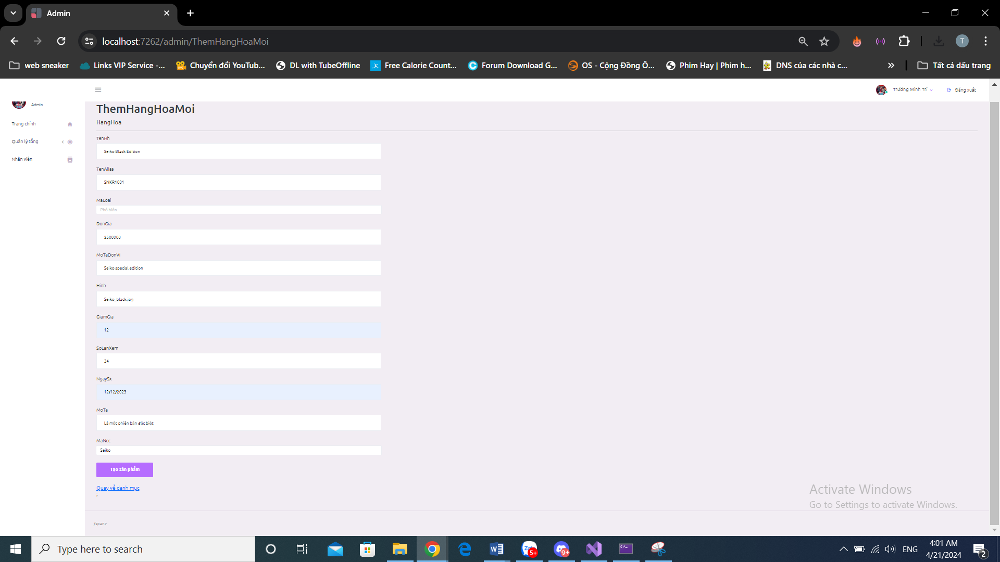 Admin
localhost:7262/admin/ThemHangHoaMoi
T
web sneaker
Links VIP Service -...
Chuyển đổi YouTub...
DL with TubeOffline
Free Calorie Count...
Forum Download G...
OS - Cộng Đồng Ô...
Phim Hay | Phim h...
DNS của các nhà c...
Tất cả dấu trang
Trương Minh Trí
Đăng xuất
Admin
Trang chính
Quản lý tổng
Nhân viên
ThemHangHoaMoi
HangHoa
TenHh
Seiko Black Edition
TenAlias
SNKR1001
MaLoai
Phổ biến
DonGia
2500000
MoTaDonVi
Seiko special edition
Hinh
Seiko_black.jpg
GiamGia
12
SoLanXem
34
NgaySx
12/12/2023
MoTa
Là một phiên bản đặc biệt
MaNcc
Seiko
Tạo sản phẩm
Quay về danh mục
;
Activate Windows
Go to Settings to activate Windows.
/span>
Type here to search
5+
9+
ENG
4:01 AM
4/21/2024
2